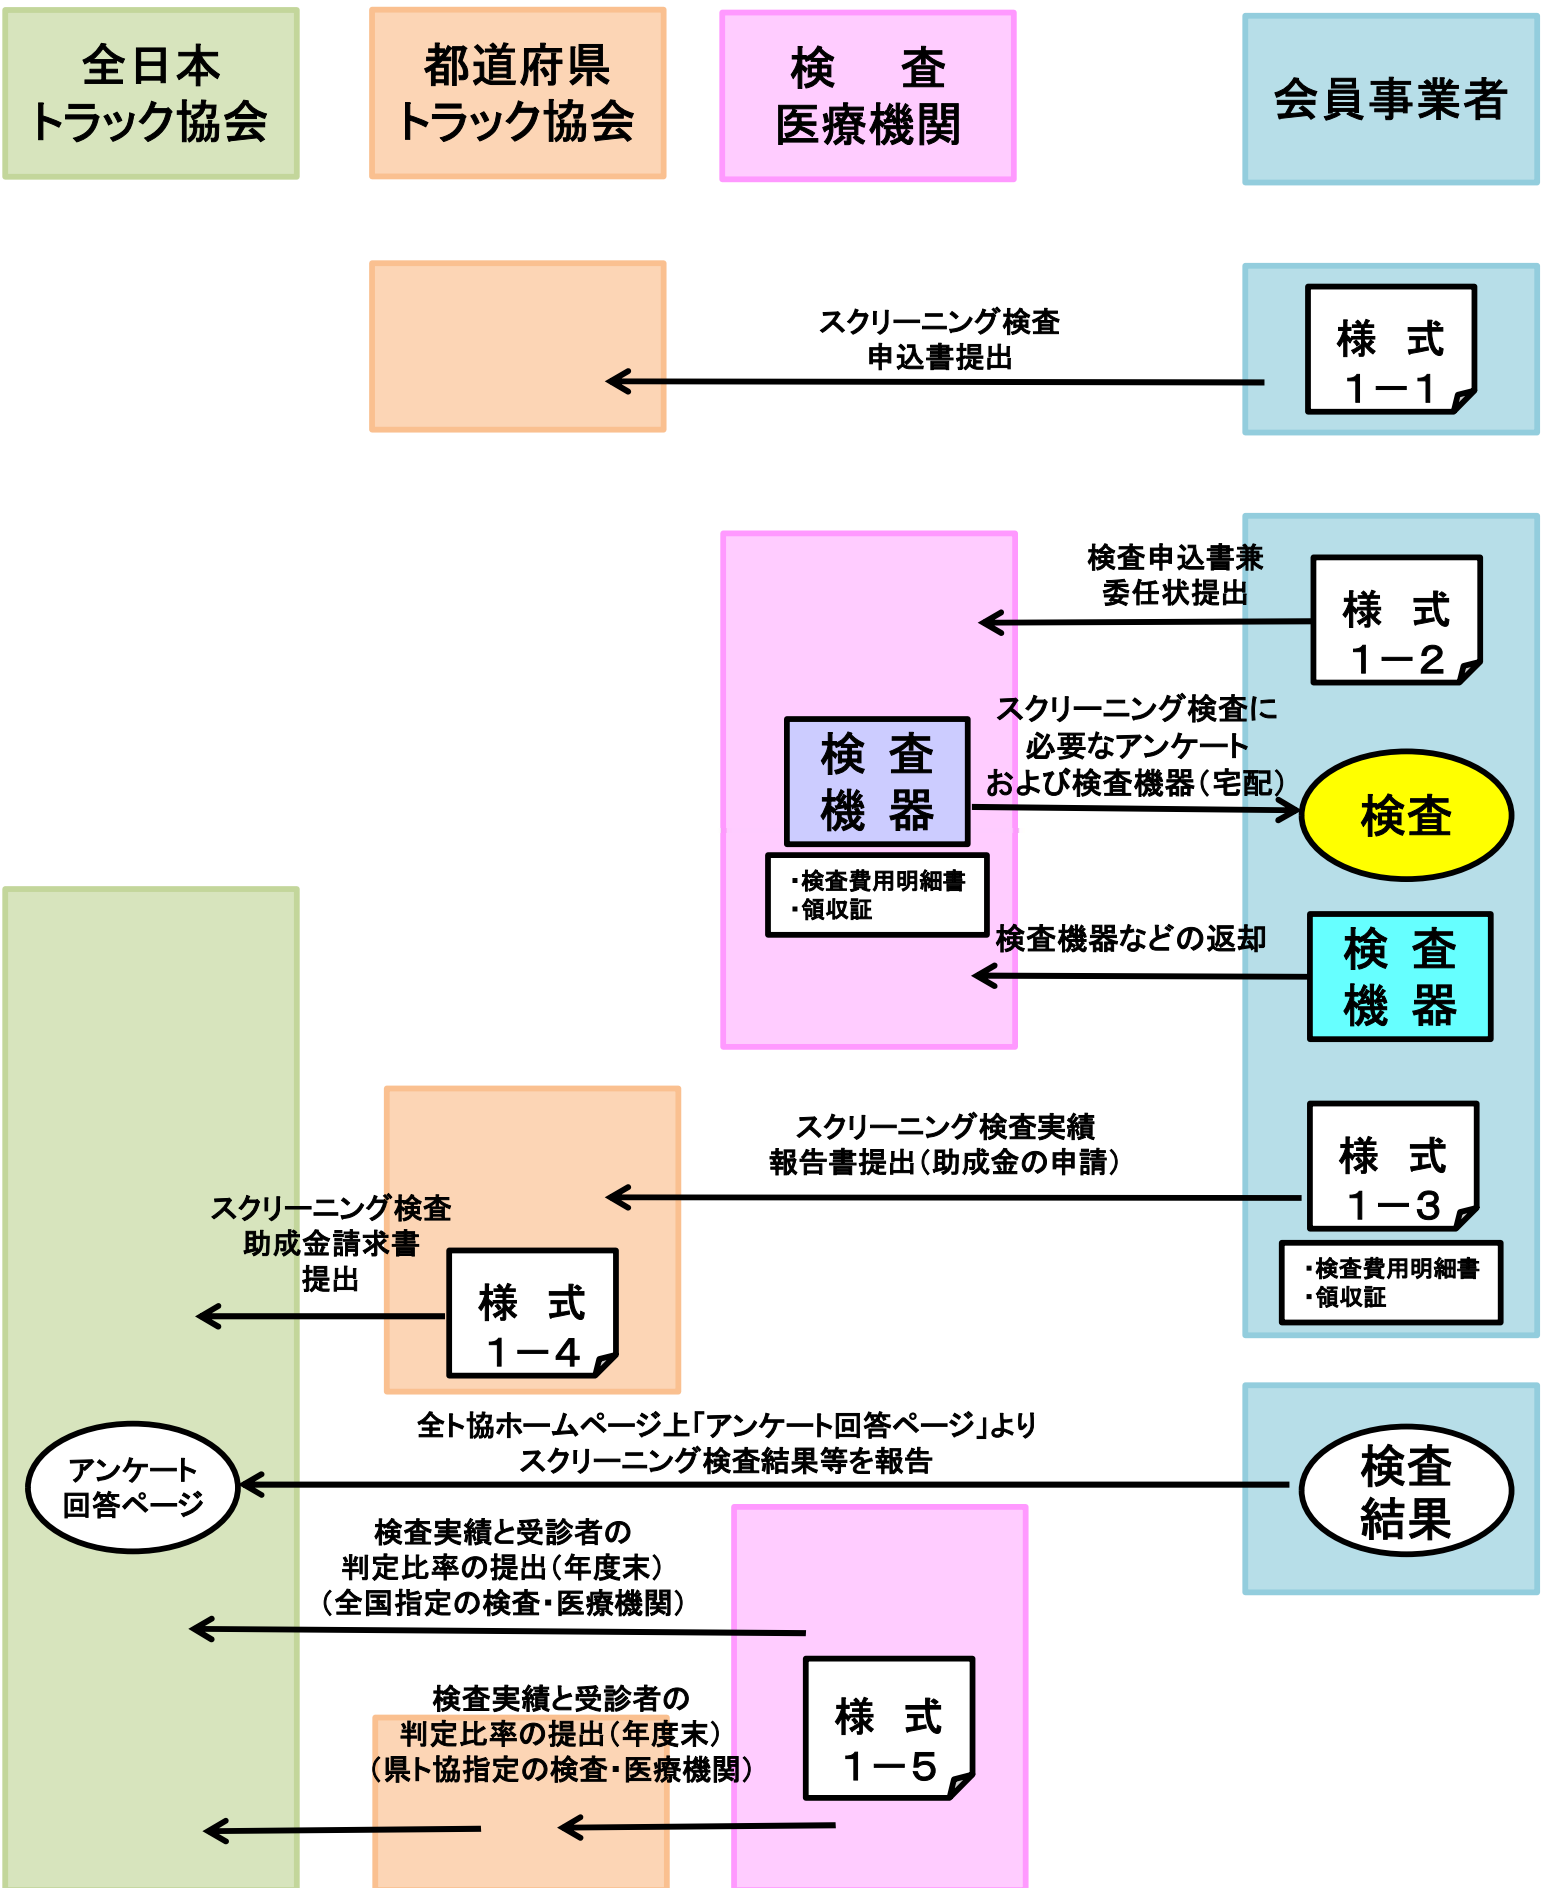 全日本
トラック協会
都道府県
トラック協会
検　査
医療機関
会員事業者
スクリーニング検査
申込書提出
様　式
１－１
検査申込書兼
委任状提出
様　式
１－２
スクリーニング検査に
必要なアンケート
および検査機器（宅配）
検　査
機　器
検査
・検査費用明細書
・領収証
検査機器などの返却
検　査
機　器
スクリーニング検査実績
報告書提出（助成金の申請）
様　式
１－３
・検査費用明細書
・領収証
スクリーニング検査
助成金請求書
提出
様　式
１－４
全ト協ホームページ上「アンケート回答ページ」より
スクリーニング検査結果等を報告
アンケート
回答ページ
検査
結果
検査実績と受診者の
判定比率の提出（年度末）
（全国指定の検査・医療機関）
検査実績と受診者の
判定比率の提出（年度末）
（県ト協指定の検査・医療機関）
様　式
１－５